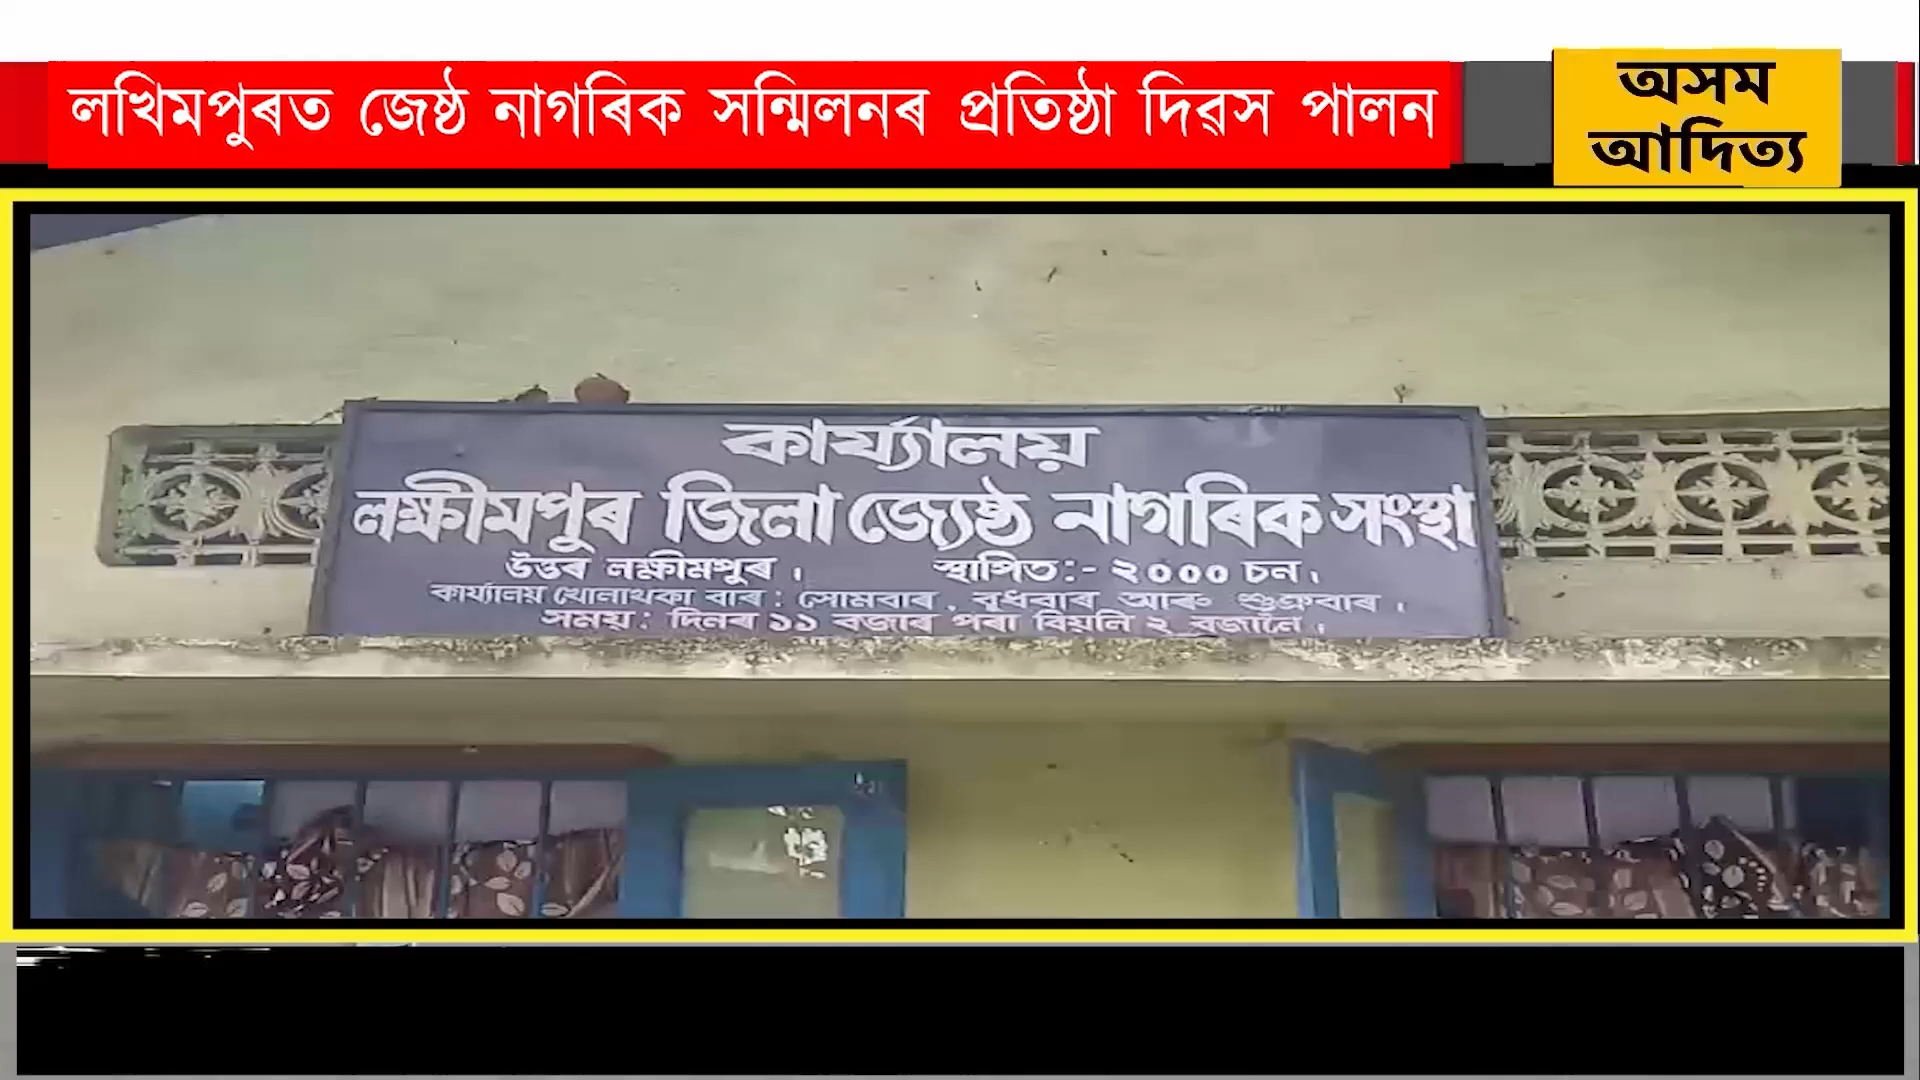 লখিমপুৰত জেষ্ঠ নাগৰিক সন্মিলনৰ প্ৰতিষ্ঠা দিৱস পালন
অসম
আদিত্য
কাৰ্য্যালয়
লক্ষীমপুৰ জিলা জ্যেষ্ঠ নাগৰিক সংস্থা
উত্তৰ লক্ষীমপুৰ । স্থাপিত:- ২০০০ চন।
কাৰ্য্যালয় খোলাথকা বাৰ : সোমবাৰ , বুধবাৰ আৰু শুক্ৰবাৰ ।
সময় : দিনৰ ১১ বজাৰ পৰা বিয়লি ২ বজালৈ ।